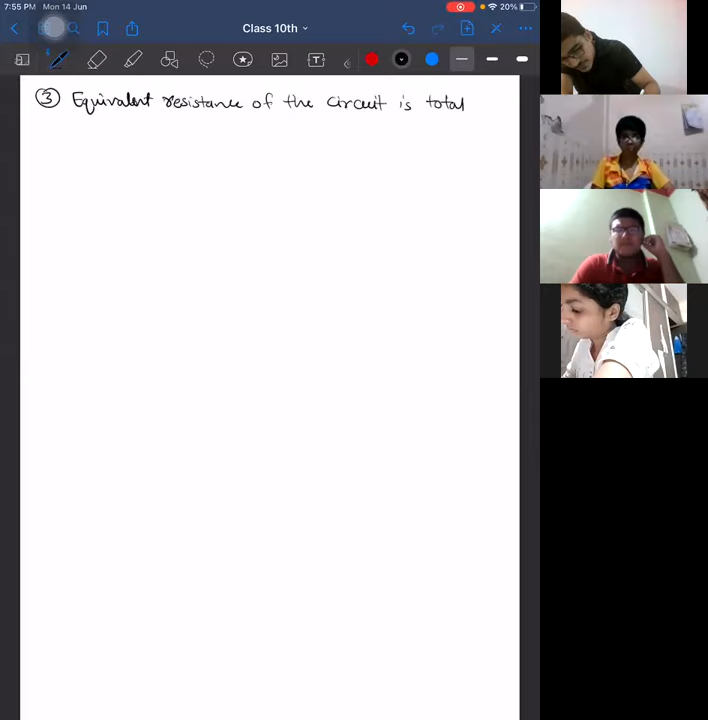 7:55 PM Mon 14 Jun
20%
Class 10th
T
③ Equivalent resistance of the circuit is total